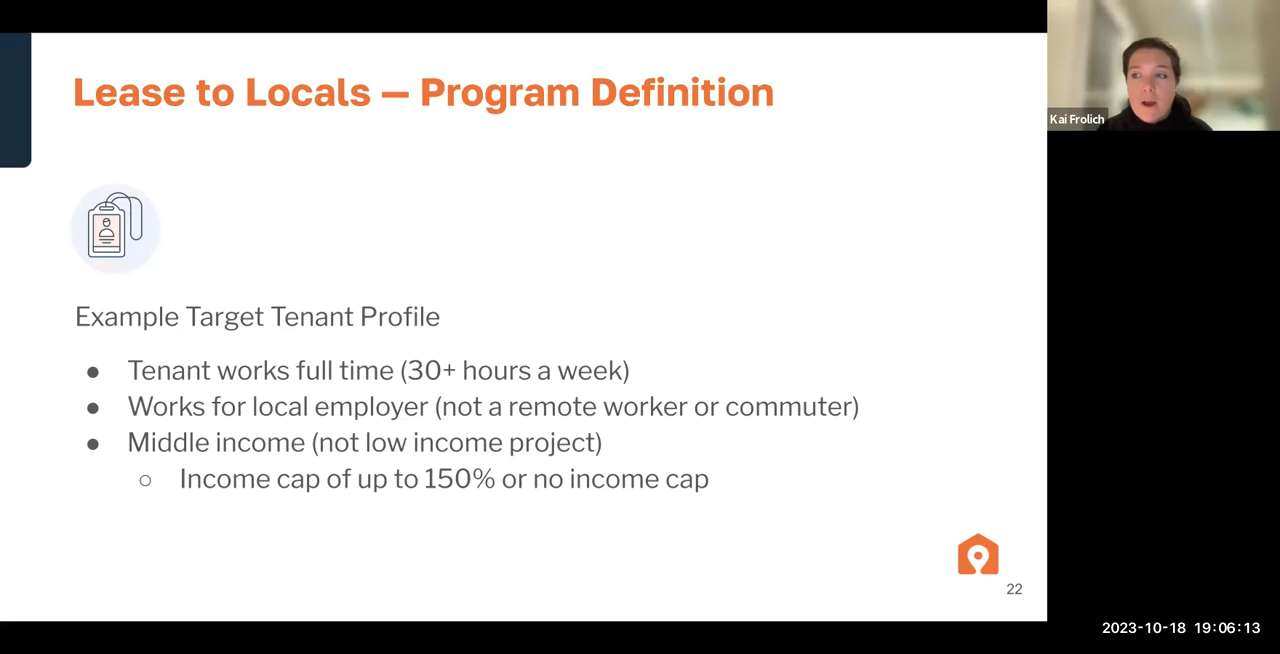 Lease to Locals — Program Definition
Kai Frolich
Example Target Tenant Profile
● Tenant works full time (30+ hours a week)
● Works for local employer (not a remote worker or commuter)
● Middle income (not low income project)
○ Income cap of up to 150% or no income cap
22
2023-10-18 19:06:13